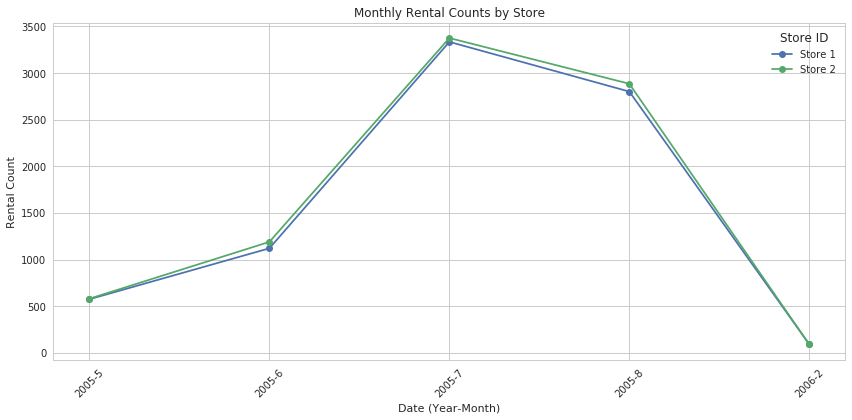 Monthly Rental Counts by Store
Store ID
Store 1
Store 2
Rental Count
3500
3000
2500
2000
1500
1000
500
0
2005-5
2005-6
2005-7
2005-8
2006-2
Date (Year-Month)